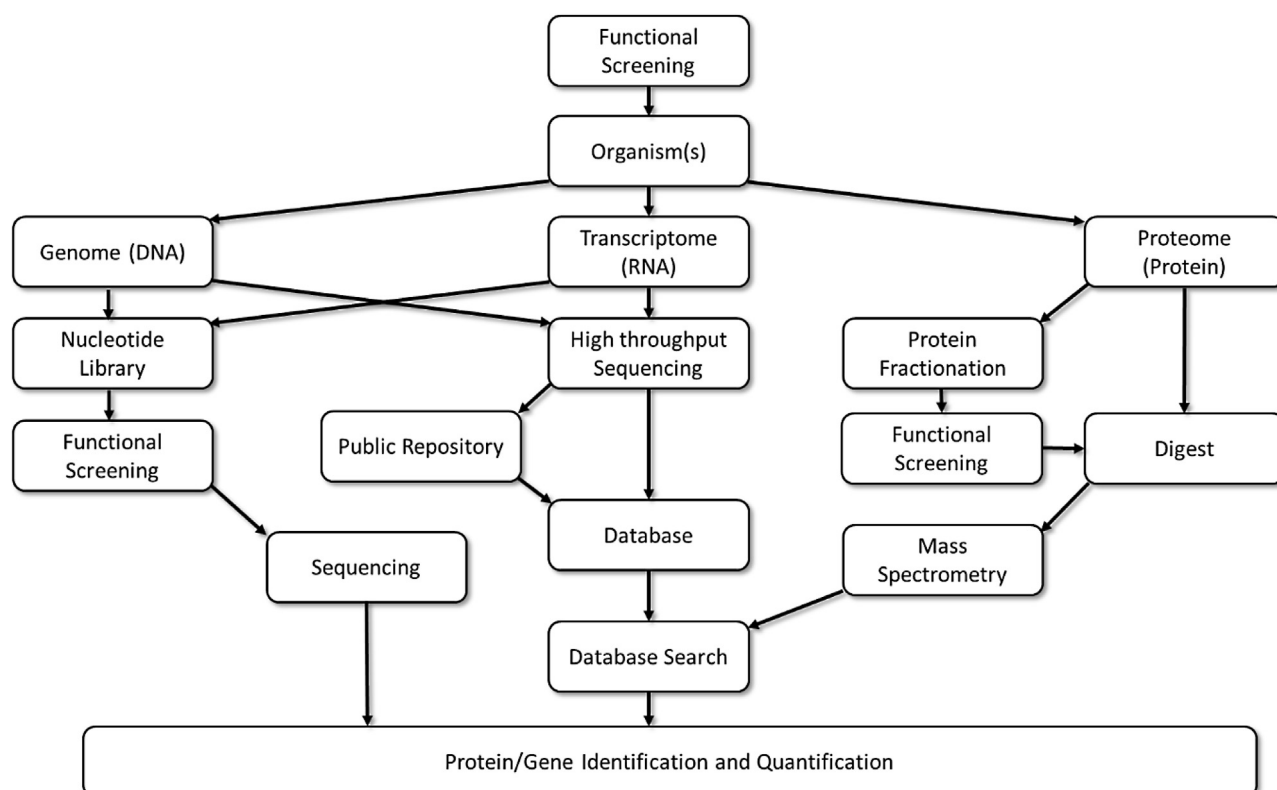 Functional
Screening
Organism(s)
Genome (DNA)
Transcriptome
(RNA)
Proteome
(Protein)
Nucleotide
Library
High throughput
Sequencing
Protein
Fractionation
Functional
Screening
Public Repository
Functional
Screening
Digest
Database
Sequencing
Mass
Spectrometry
Database Search
Protein/Gene Identification and Quantification